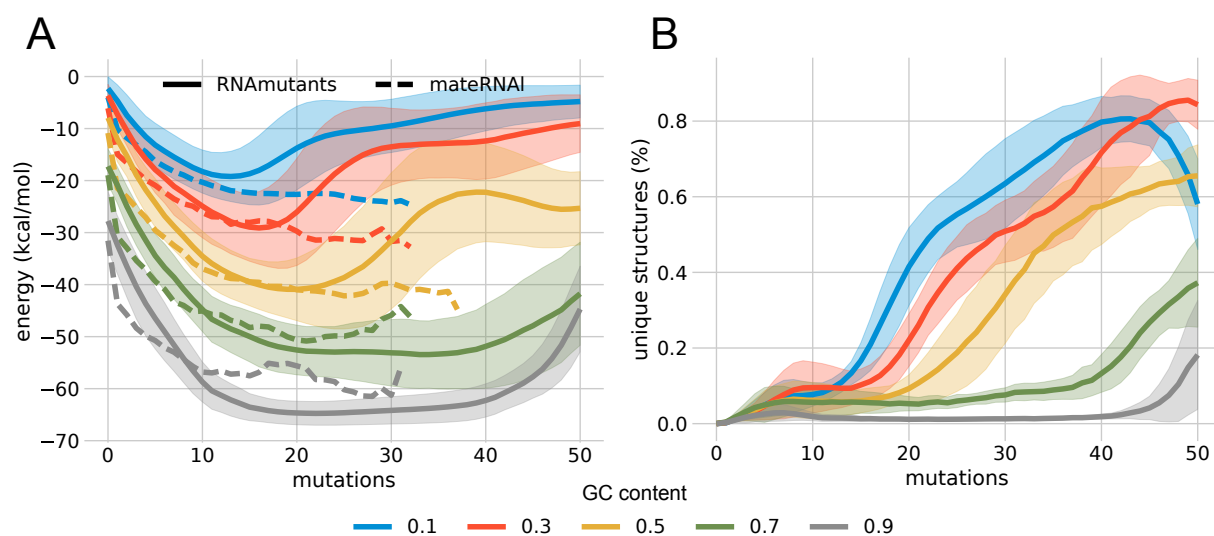 A
B
RNAmutants
mateRNAl
energy (kcal/mol)
0
−10
−20
−30
−40
−50
−60
−70
0 10 20 30 40 50
mutations
unique structures (%)
0.8
0.6
0.4
0.2
0.0
0 10 20 30 40 50
mutations
GC content
0.1 0.3 0.5 0.7 0.9